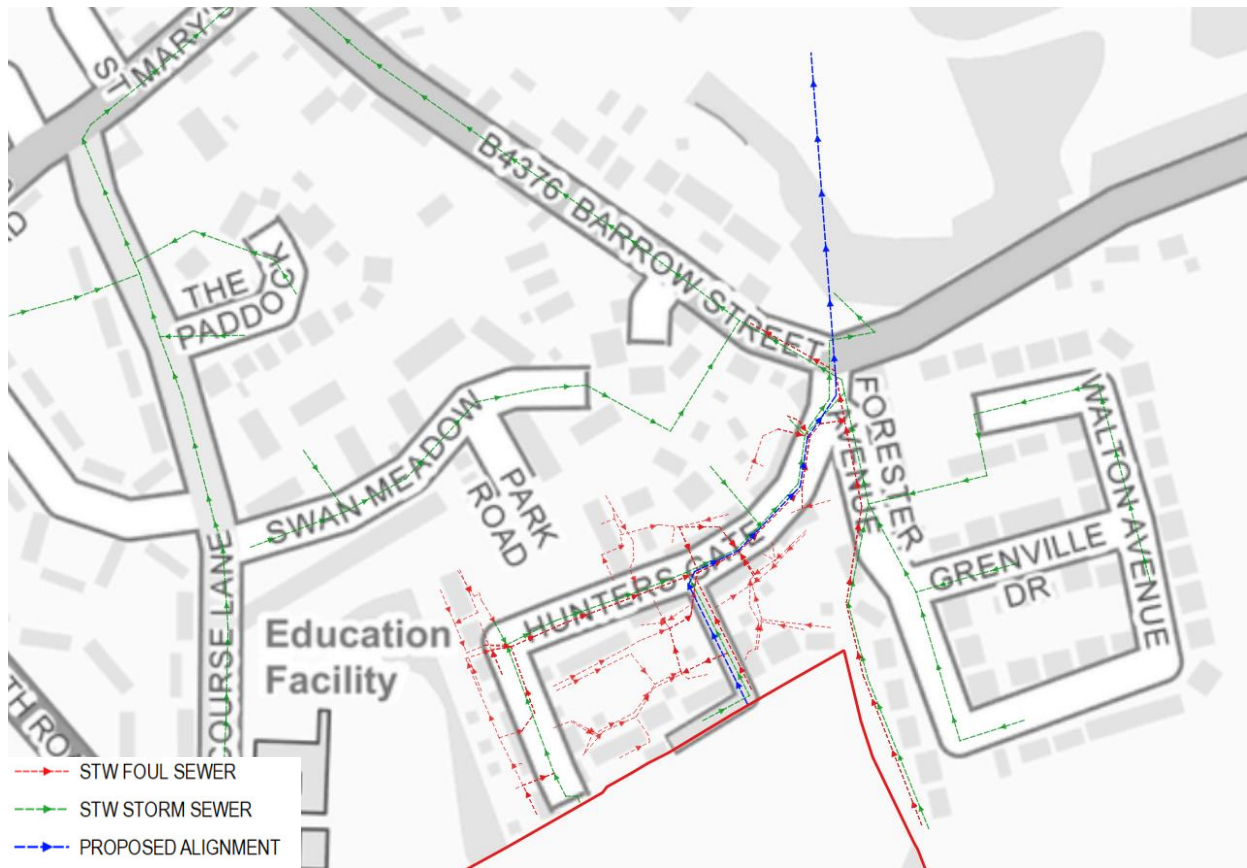 ST MARY'S
B4376 BARROW STREET
THE
PADDOCK
SWAN MEADOW
PARK
ROAD
FORESTER
AVENUE
WALTON AVENUE
GRENVILLE
DR
HUNTERS GATE
Education
Facility
COURSE LANE
STW FOUL SEWER
STW STORM SEWER
PROPOSED ALIGNMENT